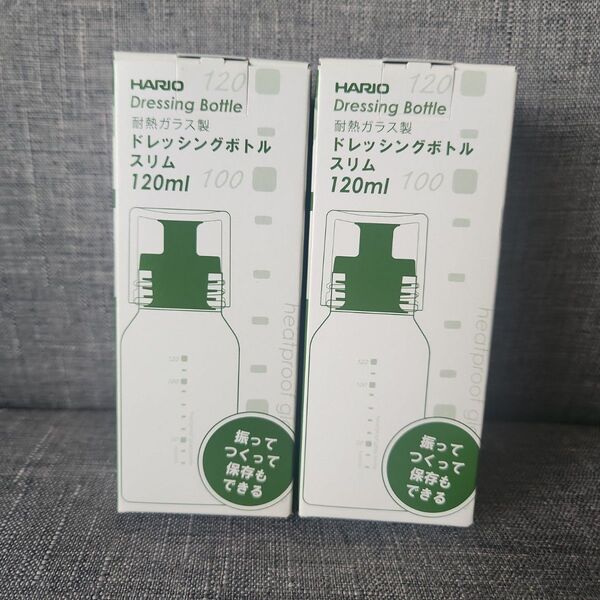 HARIO 120
Dressing Bottle
耐熱ガラス製
ドレッシングボトル
スリム
120ml 100
heatproof g
120
100
振って
つくって
保存も
できる
HARIO 120
Dressing Bottle
耐熱ガラス製
ドレッシングボトル
スリム
120ml 100
heatproof g
120
100
振って
つくって
保存も
できる